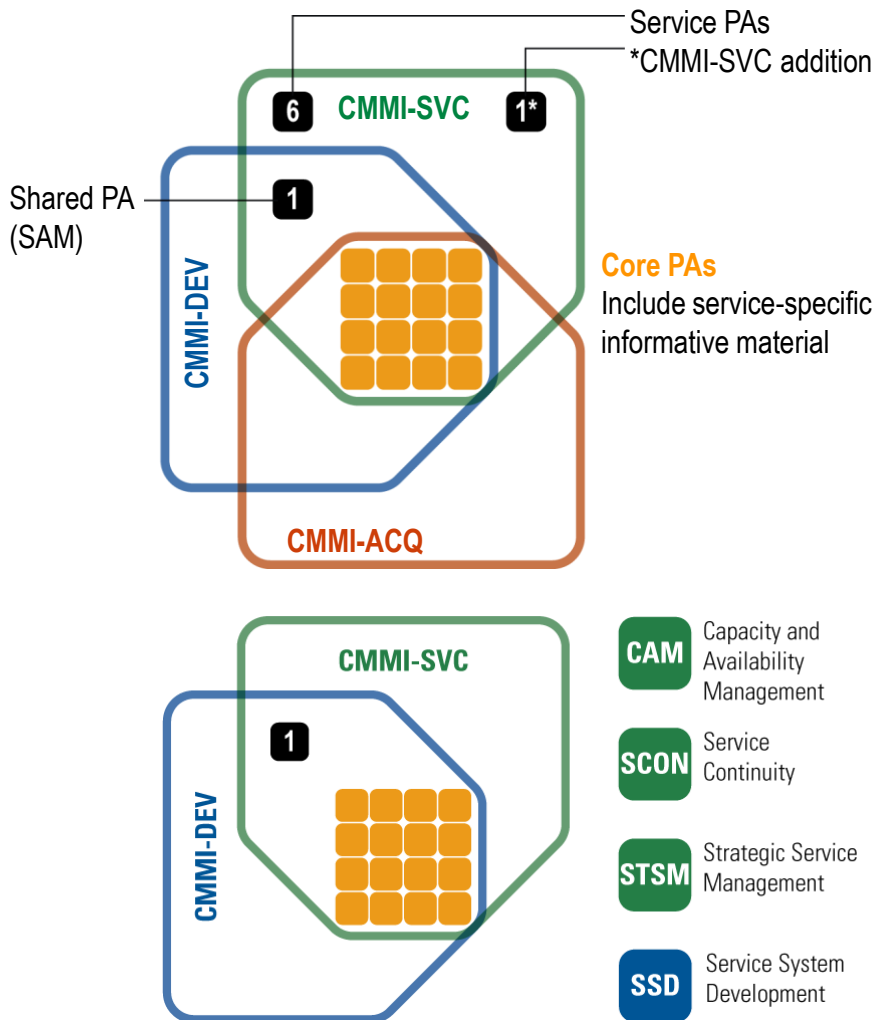 Service PAs
*CMMI-SVC addition
6
CMMI-SVC
1*
Shared PA
(SAM)
1
CMMI-DEV
Core PAs
Include service-specific
informative material
CMMI-ACQ
CMMI-SVC
1
CMMI-DEV
CAM
Capacity and
Availability
Management
SCON
Service
Continuity
STSM
Strategic Service
Management
SSD
Service System
Development